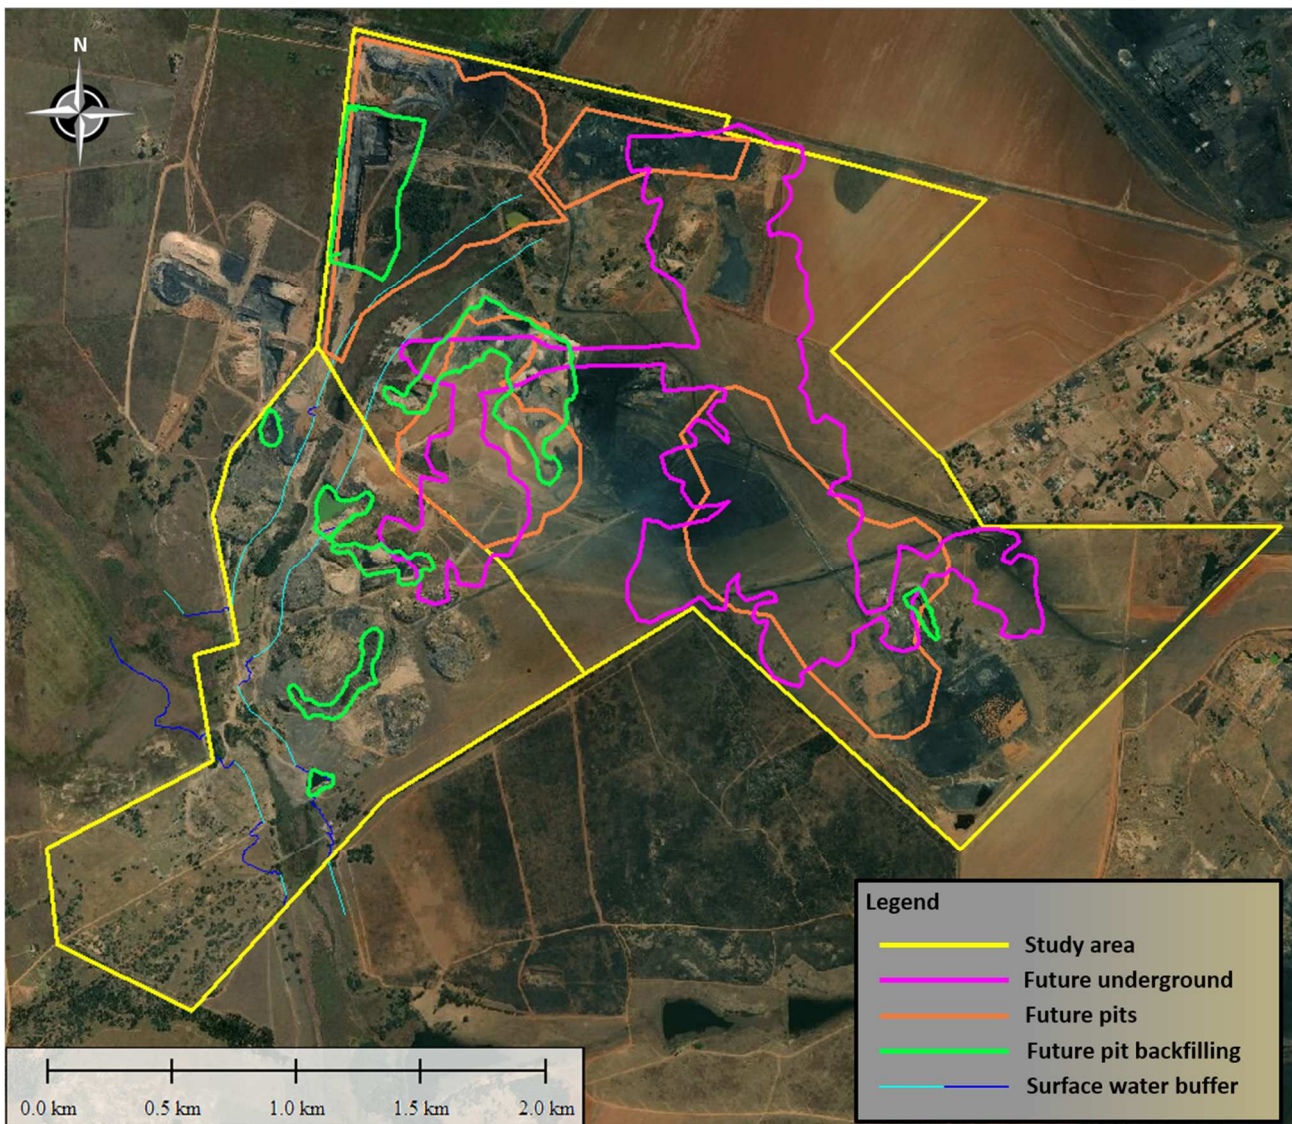 N
Legend
Study area
Future underground
Future pits
Future pit backfilling
Surface water buffer
0.0 km 0.5 km 1.0 km 1.5 km 2.0 km